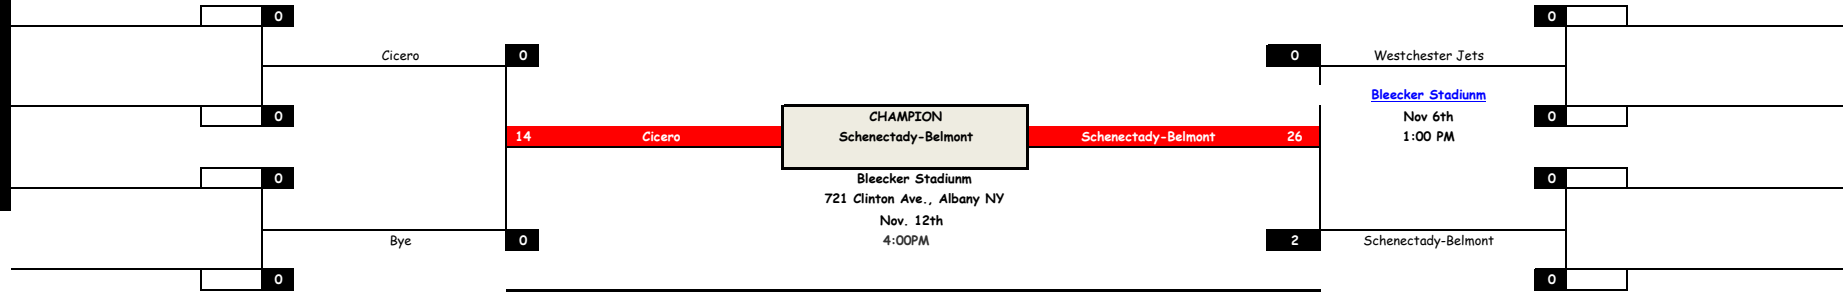 0 0
Cicero 0 0 Westchester Jets
Bleecker Stadiunm
0 CHAMPION Nov 6th 0
14 Cicero Schenectady-Belmont Schenectady-Belmont 26 1:00 PM
0 Bleecker Stadiunm 0
721 Clinton Ave., Albany NY
Nov. 12th
Bye 0 4:00PM 2 Schenectady-Belmont
0 0